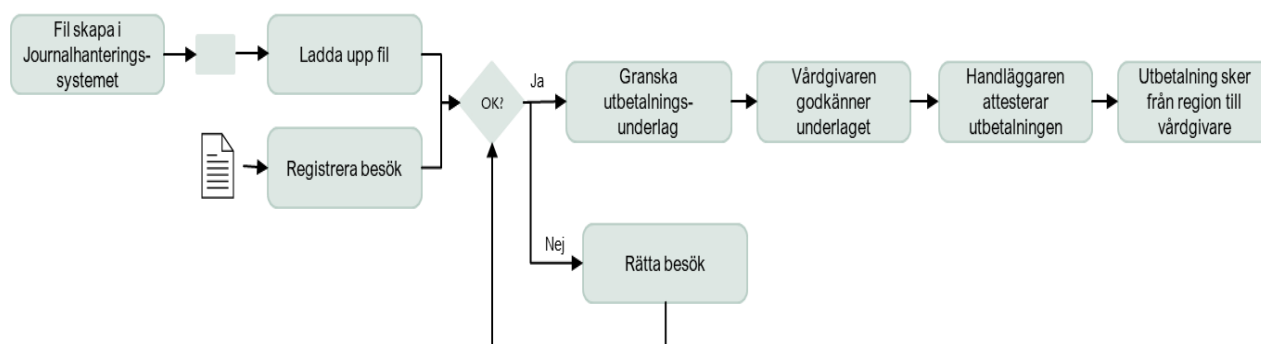 Fil skapa i
Journalhanterings-
systemet
Ladda upp fil
Registrera besök
OK?
Ja
Granska
utbetalnings-
underlag
Vårdgivaren
godkänner
underlaget
Handläggaren
attesterar
utbetalningen
Utbetalning sker
från region till
vårdgivare
Nej
Rätta besök